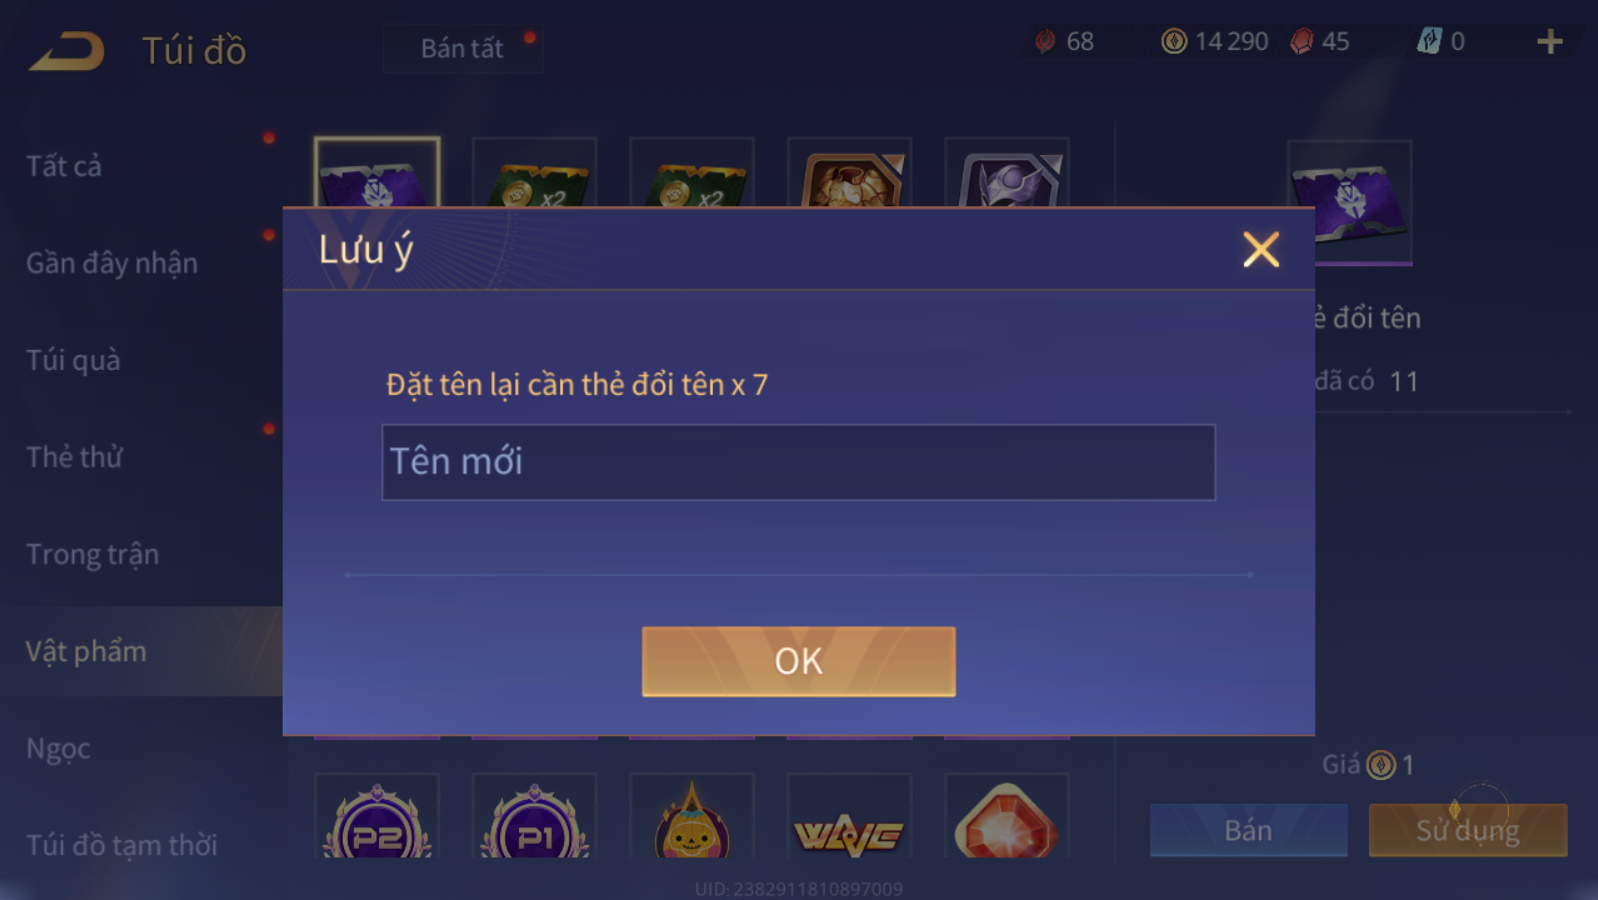 Túi đồ
Bán tất
68
14 290
45
0
Tất cả
Gần đây nhận
Túi quà
Thẻ thử
Trong trận
Vật phẩm
Ngọc
Túi đồ tạm thời
x2
x2
Lưu ý
Đặt tên lại cần thẻ đổi tên x 7
Tên mới
OK
đổi tên
đã có 11
P2
P1
WAVE
Giá 1
Bán
Sử dụng
UID: 2382911810897009